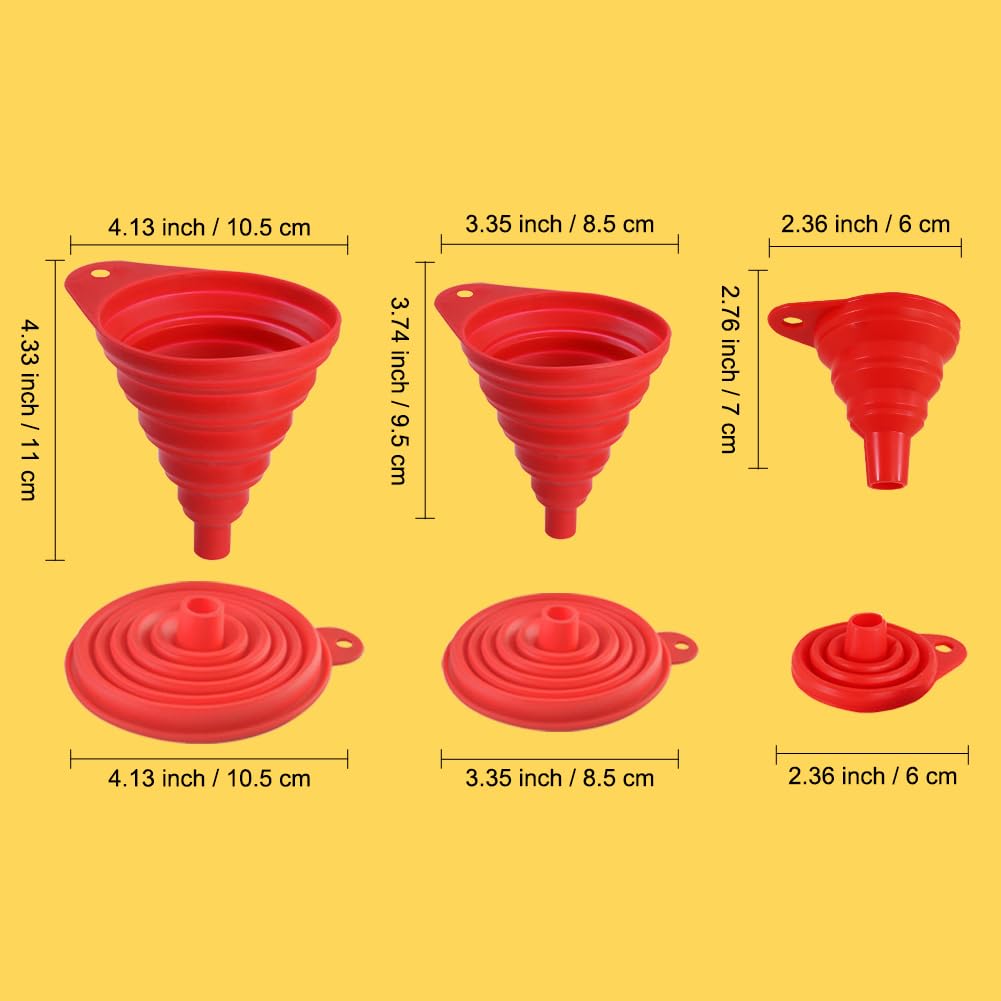 4.13 inch / 10.5 cm
3.35 inch / 8.5 cm
2.36 inch / 6 cm
4.33 inch / 11 cm
3.74 inch / 9.5 cm
2.76 inch / 7 cm
4.13 inch / 10.5 cm
3.35 inch / 8.5 cm
2.36 inch / 6 cm